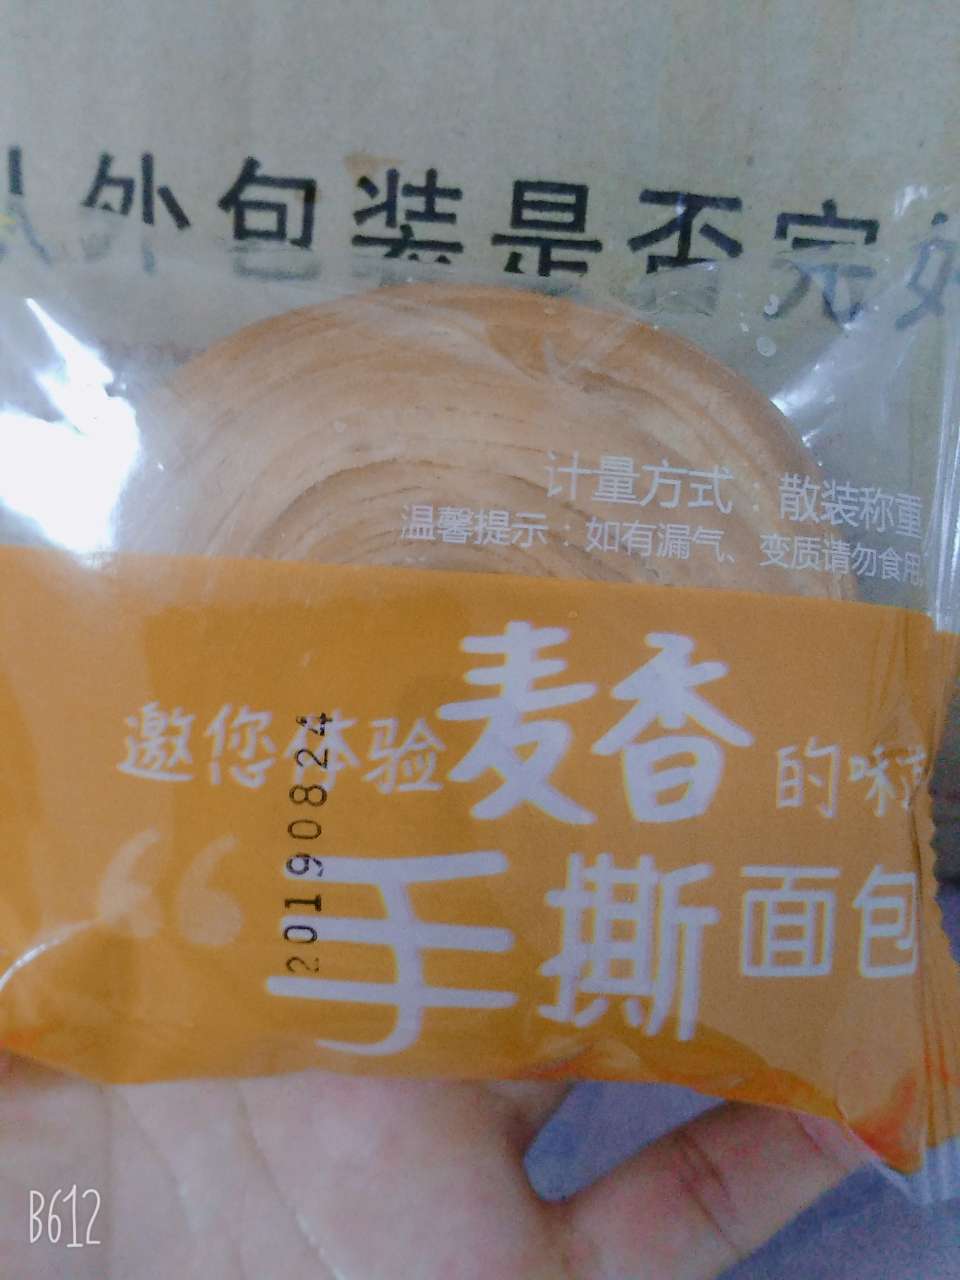 外包装是否完好
计量方式：散装称重
温馨提示：如有漏气、变质请勿食用
邀您体验麦香的味
20190824
“手撕面包
B612